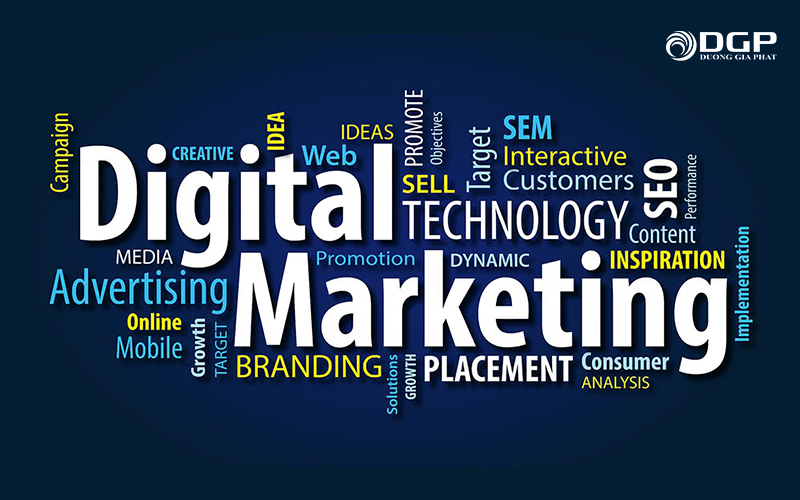 DGP
DUONG GIA PHAT
Campaign
CREATIVE
IDEA
IDEAS
Web
PROMOTE
Objectives
Target
SEM
Interactive
Customers
SELL
Digital
TECHNOLOGY
SEO
Performance
Content
MEDIA
Promotion
DYNAMIC
INSPIRATION
Implementation
Advertising
Marketing
Online
Mobile
Growth
TARGET
BRANDING
Solutions
GROWTH
PLACEMENT
Consumer
ANALYSIS